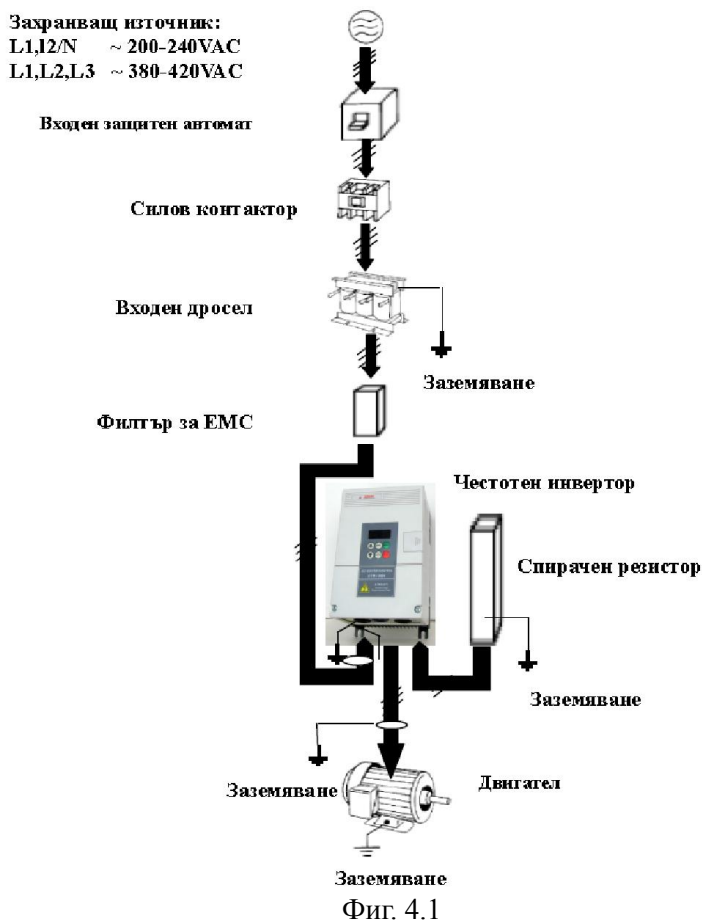 Захранващ източник:
L1,l2/N ~ 200-240VAC
L1,L2,L3 ~ 380-420VAC
Входен защитен автомат
Силов контактор
Входен дросел
Заземяване
Филтър за ЕМС
Честотен инвертор
Спирачен резистор
Заземяване
Заземяване
Двигател
Заземяване
Фиг. 4.1